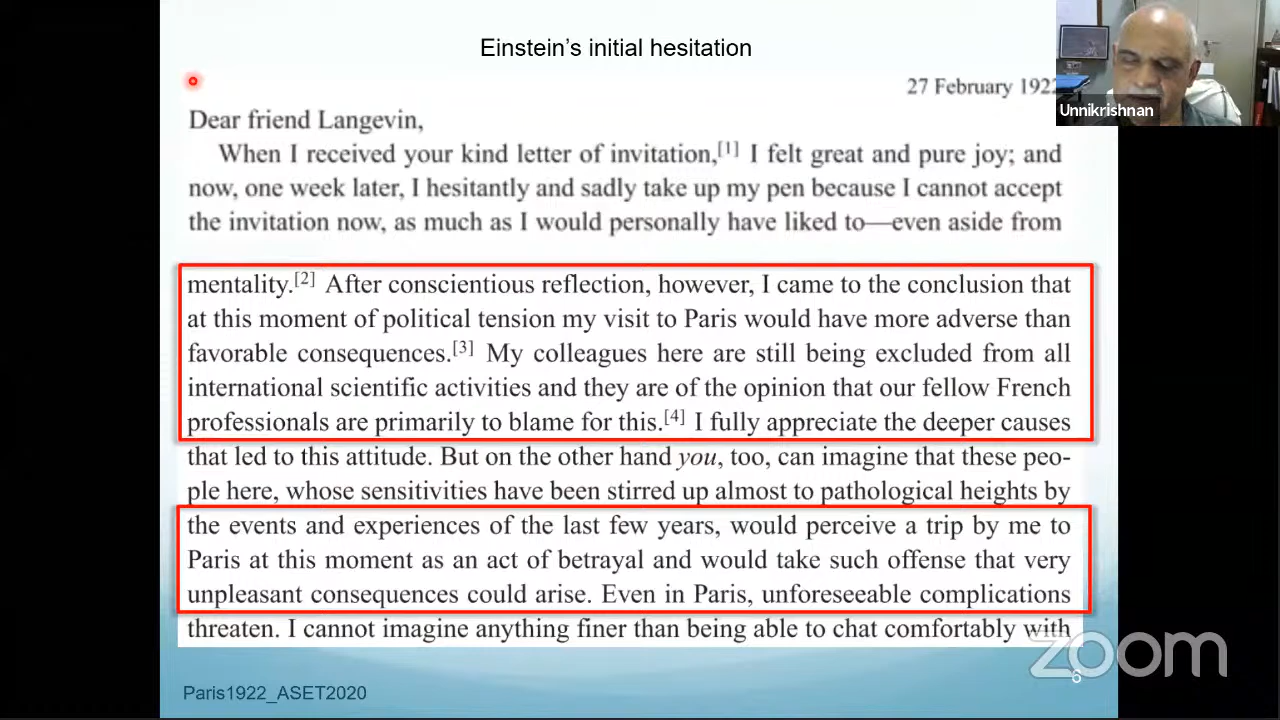 Einstein's initial hesitation
27 February 192
Unnikrishnan
Dear friend Langevin,
When I received your kind letter of invitation,[1] I felt great and pure joy; and
now, one week later, I hesitantly and sadly take up my pen because I cannot accept
the invitation now, as much as I would personally have liked to—even aside from
mentality.[2] After conscientious reflection, however, I came to the conclusion that
at this moment of political tension my visit to Paris would have more adverse than
favorable consequences.[3] My colleagues here are still being excluded from all
international scientific activities and they are of the opinion that our fellow French
professionals are primarily to blame for this.[4] I fully appreciate the deeper causes
that led to this attitude. But on the other hand you, too, can imagine that these peo-
ple here, whose sensitivities have been stirred up almost to pathological heights by
the events and experiences of the last few years, would perceive a trip by me to
Paris at this moment as an act of betrayal and would take such offense that very
unpleasant consequences could arise. Even in Paris, unforeseeable complications
threaten. I cannot imagine anything finer than being able to chat comfortably with
zoom
6
Paris1922_ASET2020